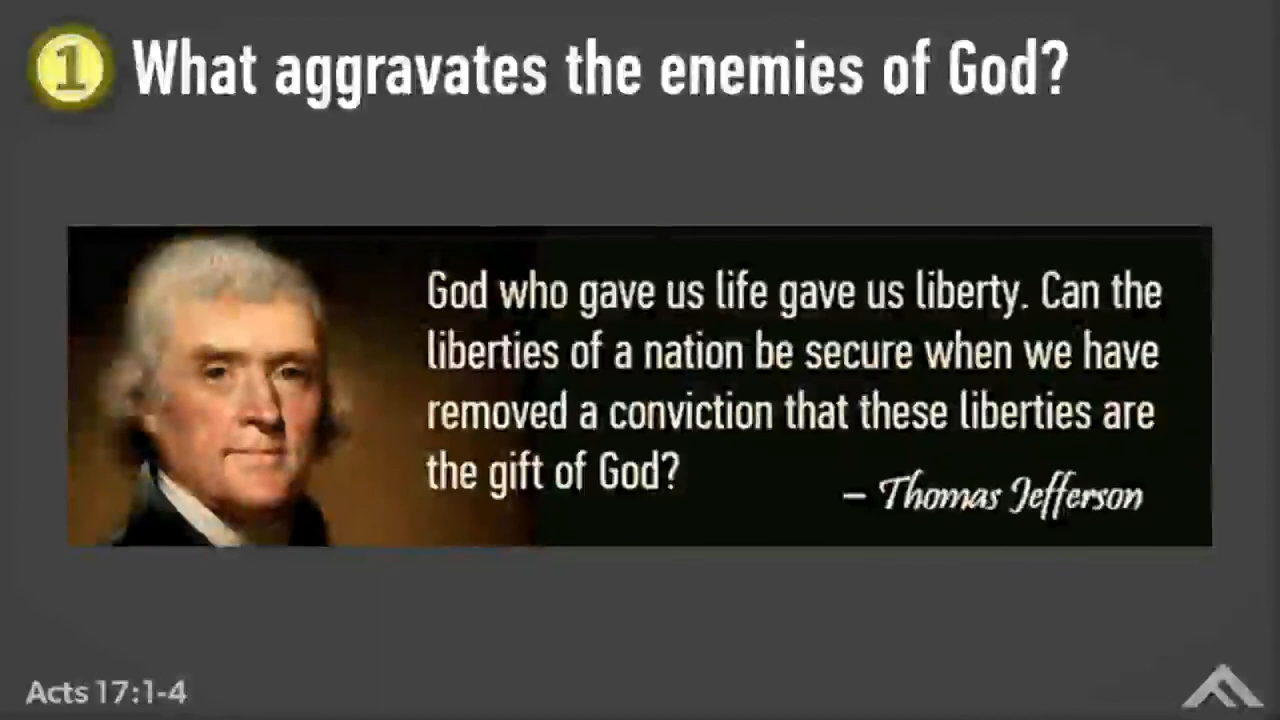 1 What aggravates the enemies of God?
God who gave us life gave us liberty. Can the
liberties of a nation be secure when we have
removed a conviction that these liberties are
the gift of God?
– Thomas Jefferson
Acts 17:1-4